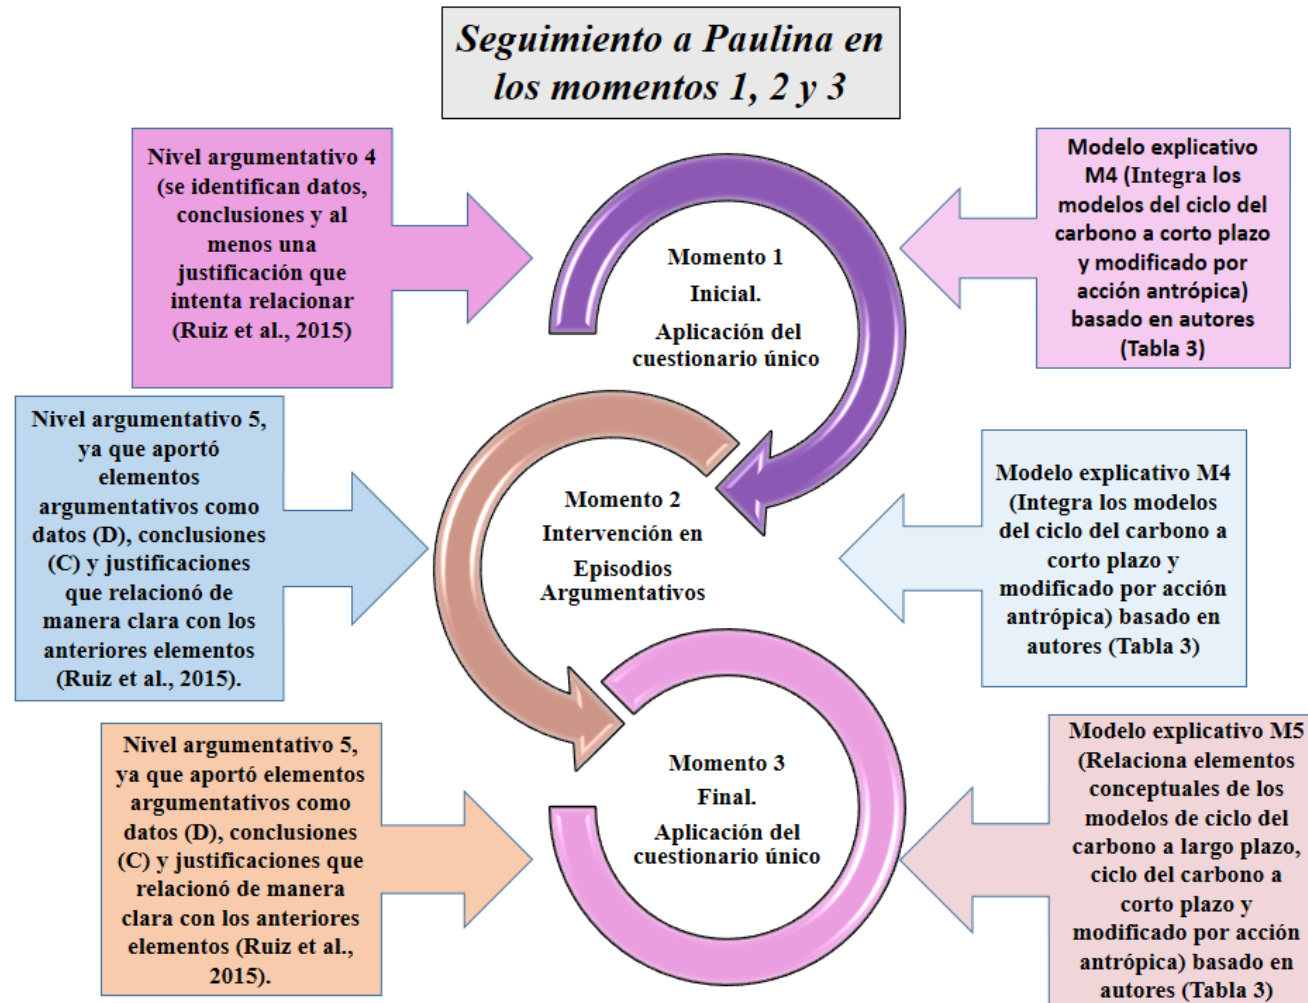 Seguimiento a Paulina en
los momentos 1, 2 y 3
Nivel argumentativo 4
(se identifican datos,
conclusiones y al
menos una
justificación que
intenta relacionar
(Ruiz et al., 2015)
Momento 1
Inicial.
Aplicación del
cuestionario único
Modelo explicativo
M4 (Integra los
modelos del ciclo del
carbono a corto plazo
y modificado por
acción antrópica)
basado en autores
(Tabla 3)
Nivel argumentativo 5,
ya que aportó
elementos
argumentativos como
datos (D), conclusiones
(C) y justificaciones
que relacionó de
manera clara con los
anteriores elementos
(Ruiz et al., 2015).
Momento 2
Intervención en
Episodios
Argumentativos
Modelo explicativo M4
(Integra los modelos
del ciclo del carbono a
corto plazo y
modificado por acción
antrópica) basado en
autores (Tabla 3)
Nivel argumentativo 5,
ya que aportó elementos
argumentativos como
datos (D), conclusiones
(C) y justificaciones que
relacionó de manera
clara con los anteriores
elementos (Ruiz et al.,
2015).
Momento 3
Final.
Aplicación del
cuestionario único
Modelo explicativo M5
(Relaciona elementos
conceptuales de los
modelos de ciclo del
carbono a largo plazo,
ciclo del carbono a
corto plazo y
modificado por acción
antrópica) basado en
autores (Tabla 3)